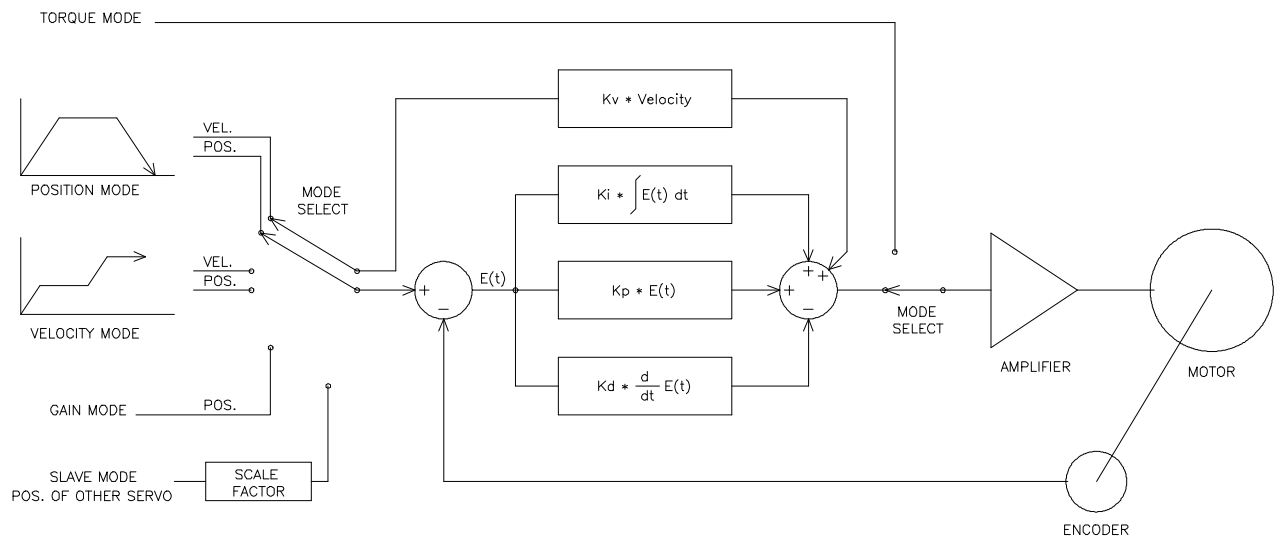 TORQUE MODE
Kv * Velocity
VEL.
POS.
POSITION MODE
MODE
SELECT
Ki * ∫ E(t) dt
VEL.
POS.
VELOCITY MODE
+
−
E(t)
Kp * E(t)
+
+
+
−
MODE
SELECT
AMPLIFIER
MOTOR
Kd * d/dt E(t)
GAIN MODE
POS.
SLAVE MODE
POS. OF OTHER SERVO
SCALE
FACTOR
ENCODER